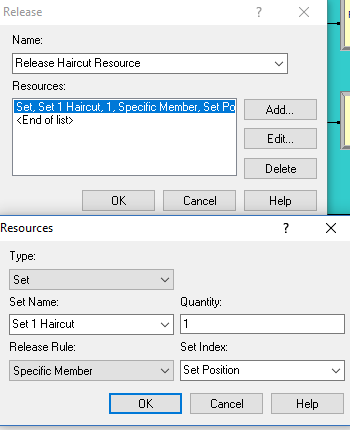 Release
?
Name:
Release Haircut Resource
Resources:
Set, Set 1 Haircut, 1, Specific Member, Set Po
<End of list>
Add...
Edit...
Delete
OK
Cancel
Help
Resources
?
Type:
Set
Set Name:
Quantity:
Set 1 Haircut
1
Release Rule:
Set Index:
Specific Member
Set Position
OK
Cancel
Help